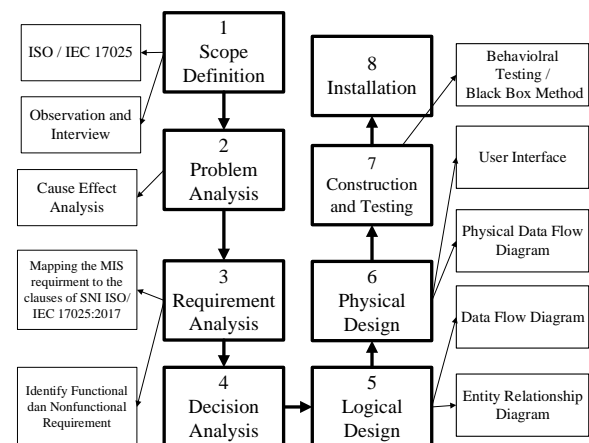 ISO / IEC 17025
Observation and
Interview
1
Scope
Definition
2
Problem
Analysis
Cause Effect
Analysis
3
Requirement
Analysis
Mapping the MIS
requirment to the
clauses of SNI ISO/
IEC 17025:2017
Identify Functional
dan Nonfunctional
Requirement
4
Decision
Analysis
5
Logical
Design
Data Flow Diagram
Entity Relationship
Diagram
6
Physical
Design
User Interface
Physical Data Flow
Diagram
7
Construction
and Testing
Behaviolral
Testing /
Black Box Method
8
Installation